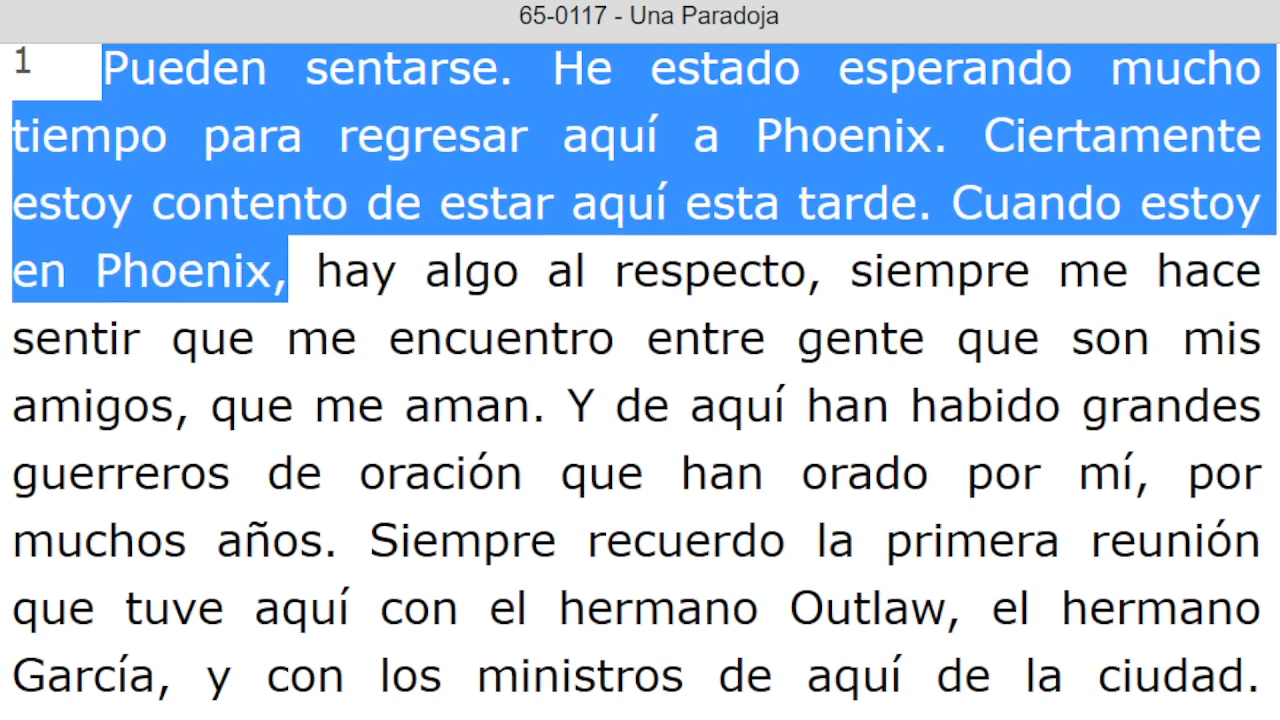 65-0117 - Una Paradoja
1 Pueden sentarse. He estado esperando mucho
tiempo para regresar aquí a Phoenix. Ciertamente
estoy contento de estar aquí esta tarde. Cuando estoy
en Phoenix, hay algo al respecto, siempre me hace
sentir que me encuentro entre gente que son mis
amigos, que me aman. Y de aquí han habido grandes
guerreros de oración que han orado por mí, por
muchos años. Siempre recuerdo la primera reunión
que tuve aquí con el hermano Outlaw, el hermano
García, y con los ministros de aquí de la ciudad.